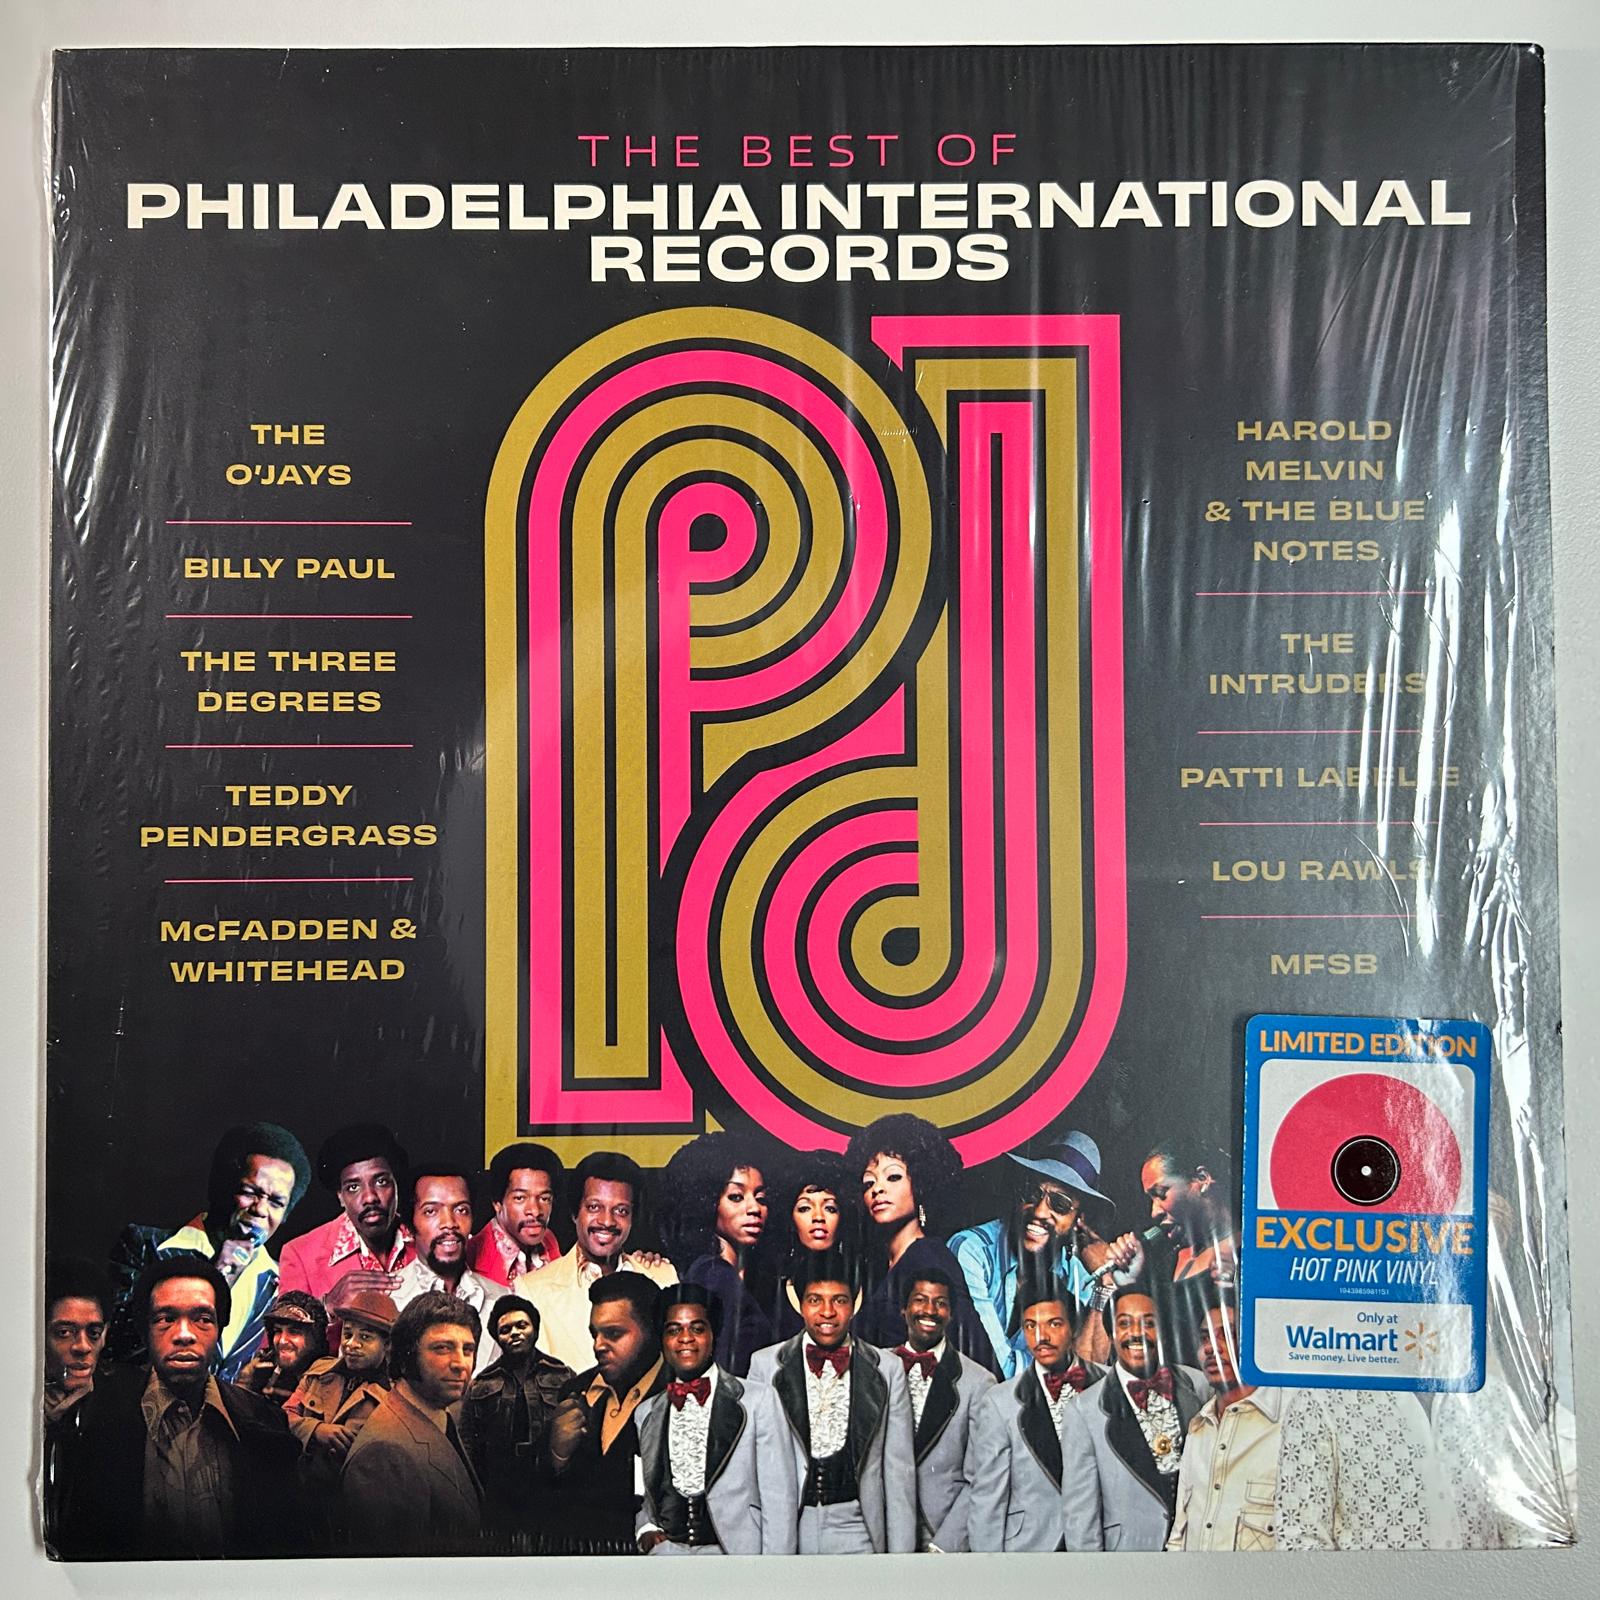 THE BEST OF
PHILADELPHIA INTERNATIONAL
RECORDS
THE
O'JAYS
BILLY PAUL
THE THREE
DEGREES
TEDDY
PENDERGRASS
McFADDEN &
WHITEHEAD
HAROLD
MELVIN
& THE BLUE
NOTES
THE
INTRUDERS
PATTI LABELLE
LOU RAWLS
MFSB
LIMITED EDITION
EXCLUSIVE
HOT PINK VINYL
Only at
Walmart
Save money. Live better.